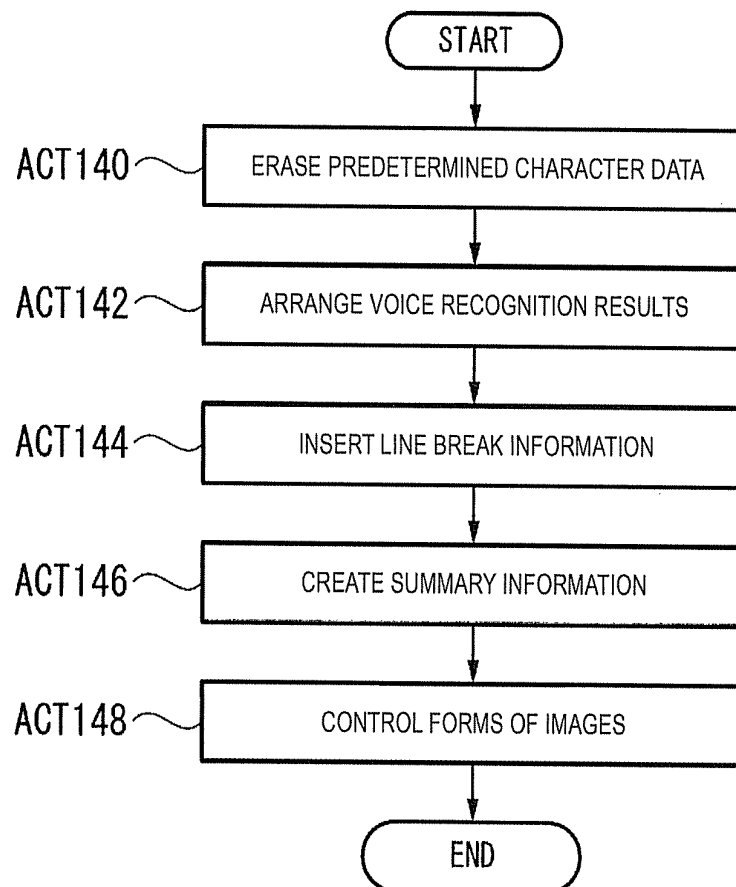 START
ACT140 ERASE PREDETERMINED CHARACTER DATA
ACT142 ARRANGE VOICE RECOGNITION RESULTS
ACT144 INSERT LINE BREAK INFORMATION
ACT146 CREATE SUMMARY INFORMATION
ACT148 CONTROL FORMS OF IMAGES
END